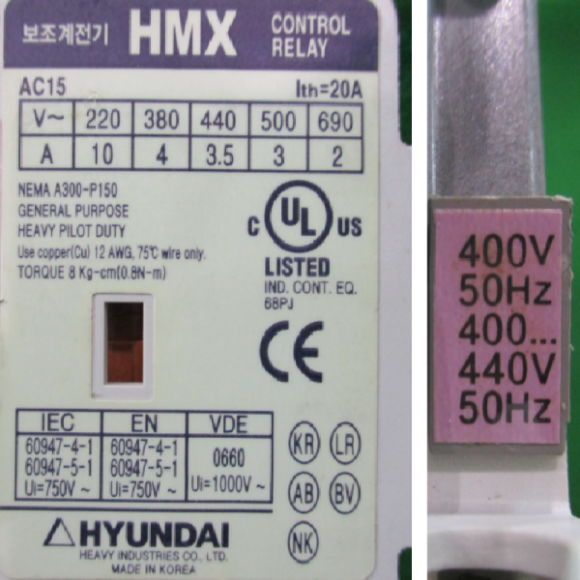 보조계전기 HMX CONTROL RELAY
AC15 Ith=20A
V~ 220 380 440 500 690
A 10 4 3.5 3 2
NEMA A300-P150
GENERAL PURPOSE
HEAVY PILOT DUTY
Use copper(Cu) 12 AWG, 75℃ wire only.
TORQUE 8 Kg-cm(0.8N-m)
C UL US
LISTED
IND. CONT. EQ.
68PJ
CE
IEC EN VDE
60947-4-1 60947-4-1 0660
60947-5-1 60947-5-1
Ui=750V ~ Ui=750V ~ Ui=1000V ~
KR LR
AB BV
NK
HYUNDAI
HEAVY INDUSTRIES CO., LTD.
MADE IN KOREA
400V
50Hz
400...
440V
50Hz